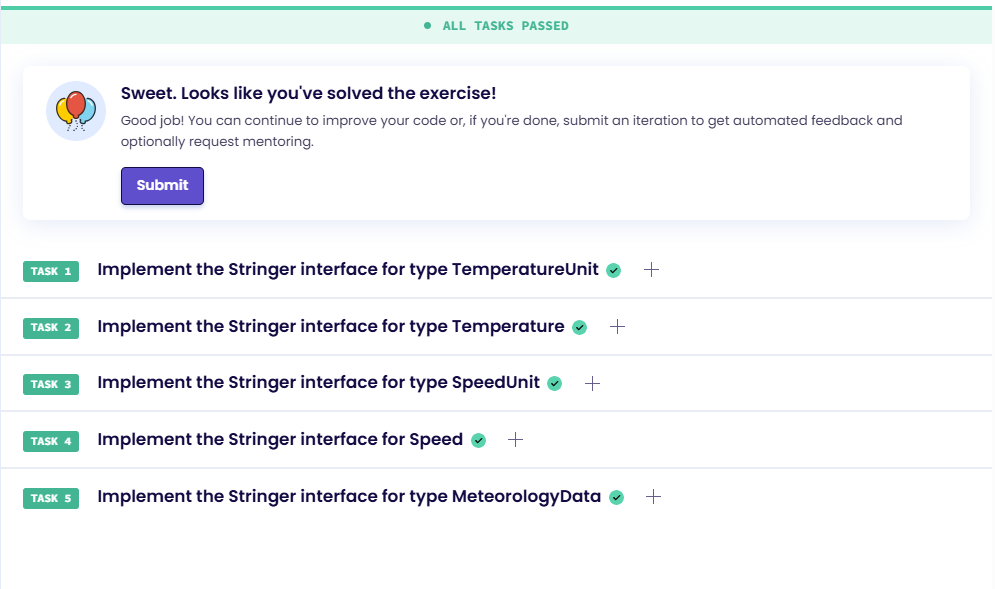 ALL TASKS PASSED
Sweet. Looks like you've solved the exercise!
Good job! You can continue to improve your code or, if you're done, submit an iteration to get automated feedback and
optionally request mentoring.
Submit
TASK 1 Implement the Stringer interface for type TemperatureUnit
TASK 2 Implement the Stringer interface for type Temperature
TASK 3 Implement the Stringer interface for type SpeedUnit
TASK 4 Implement the Stringer interface for Speed
TASK 5 Implement the Stringer interface for type MeteorologyData